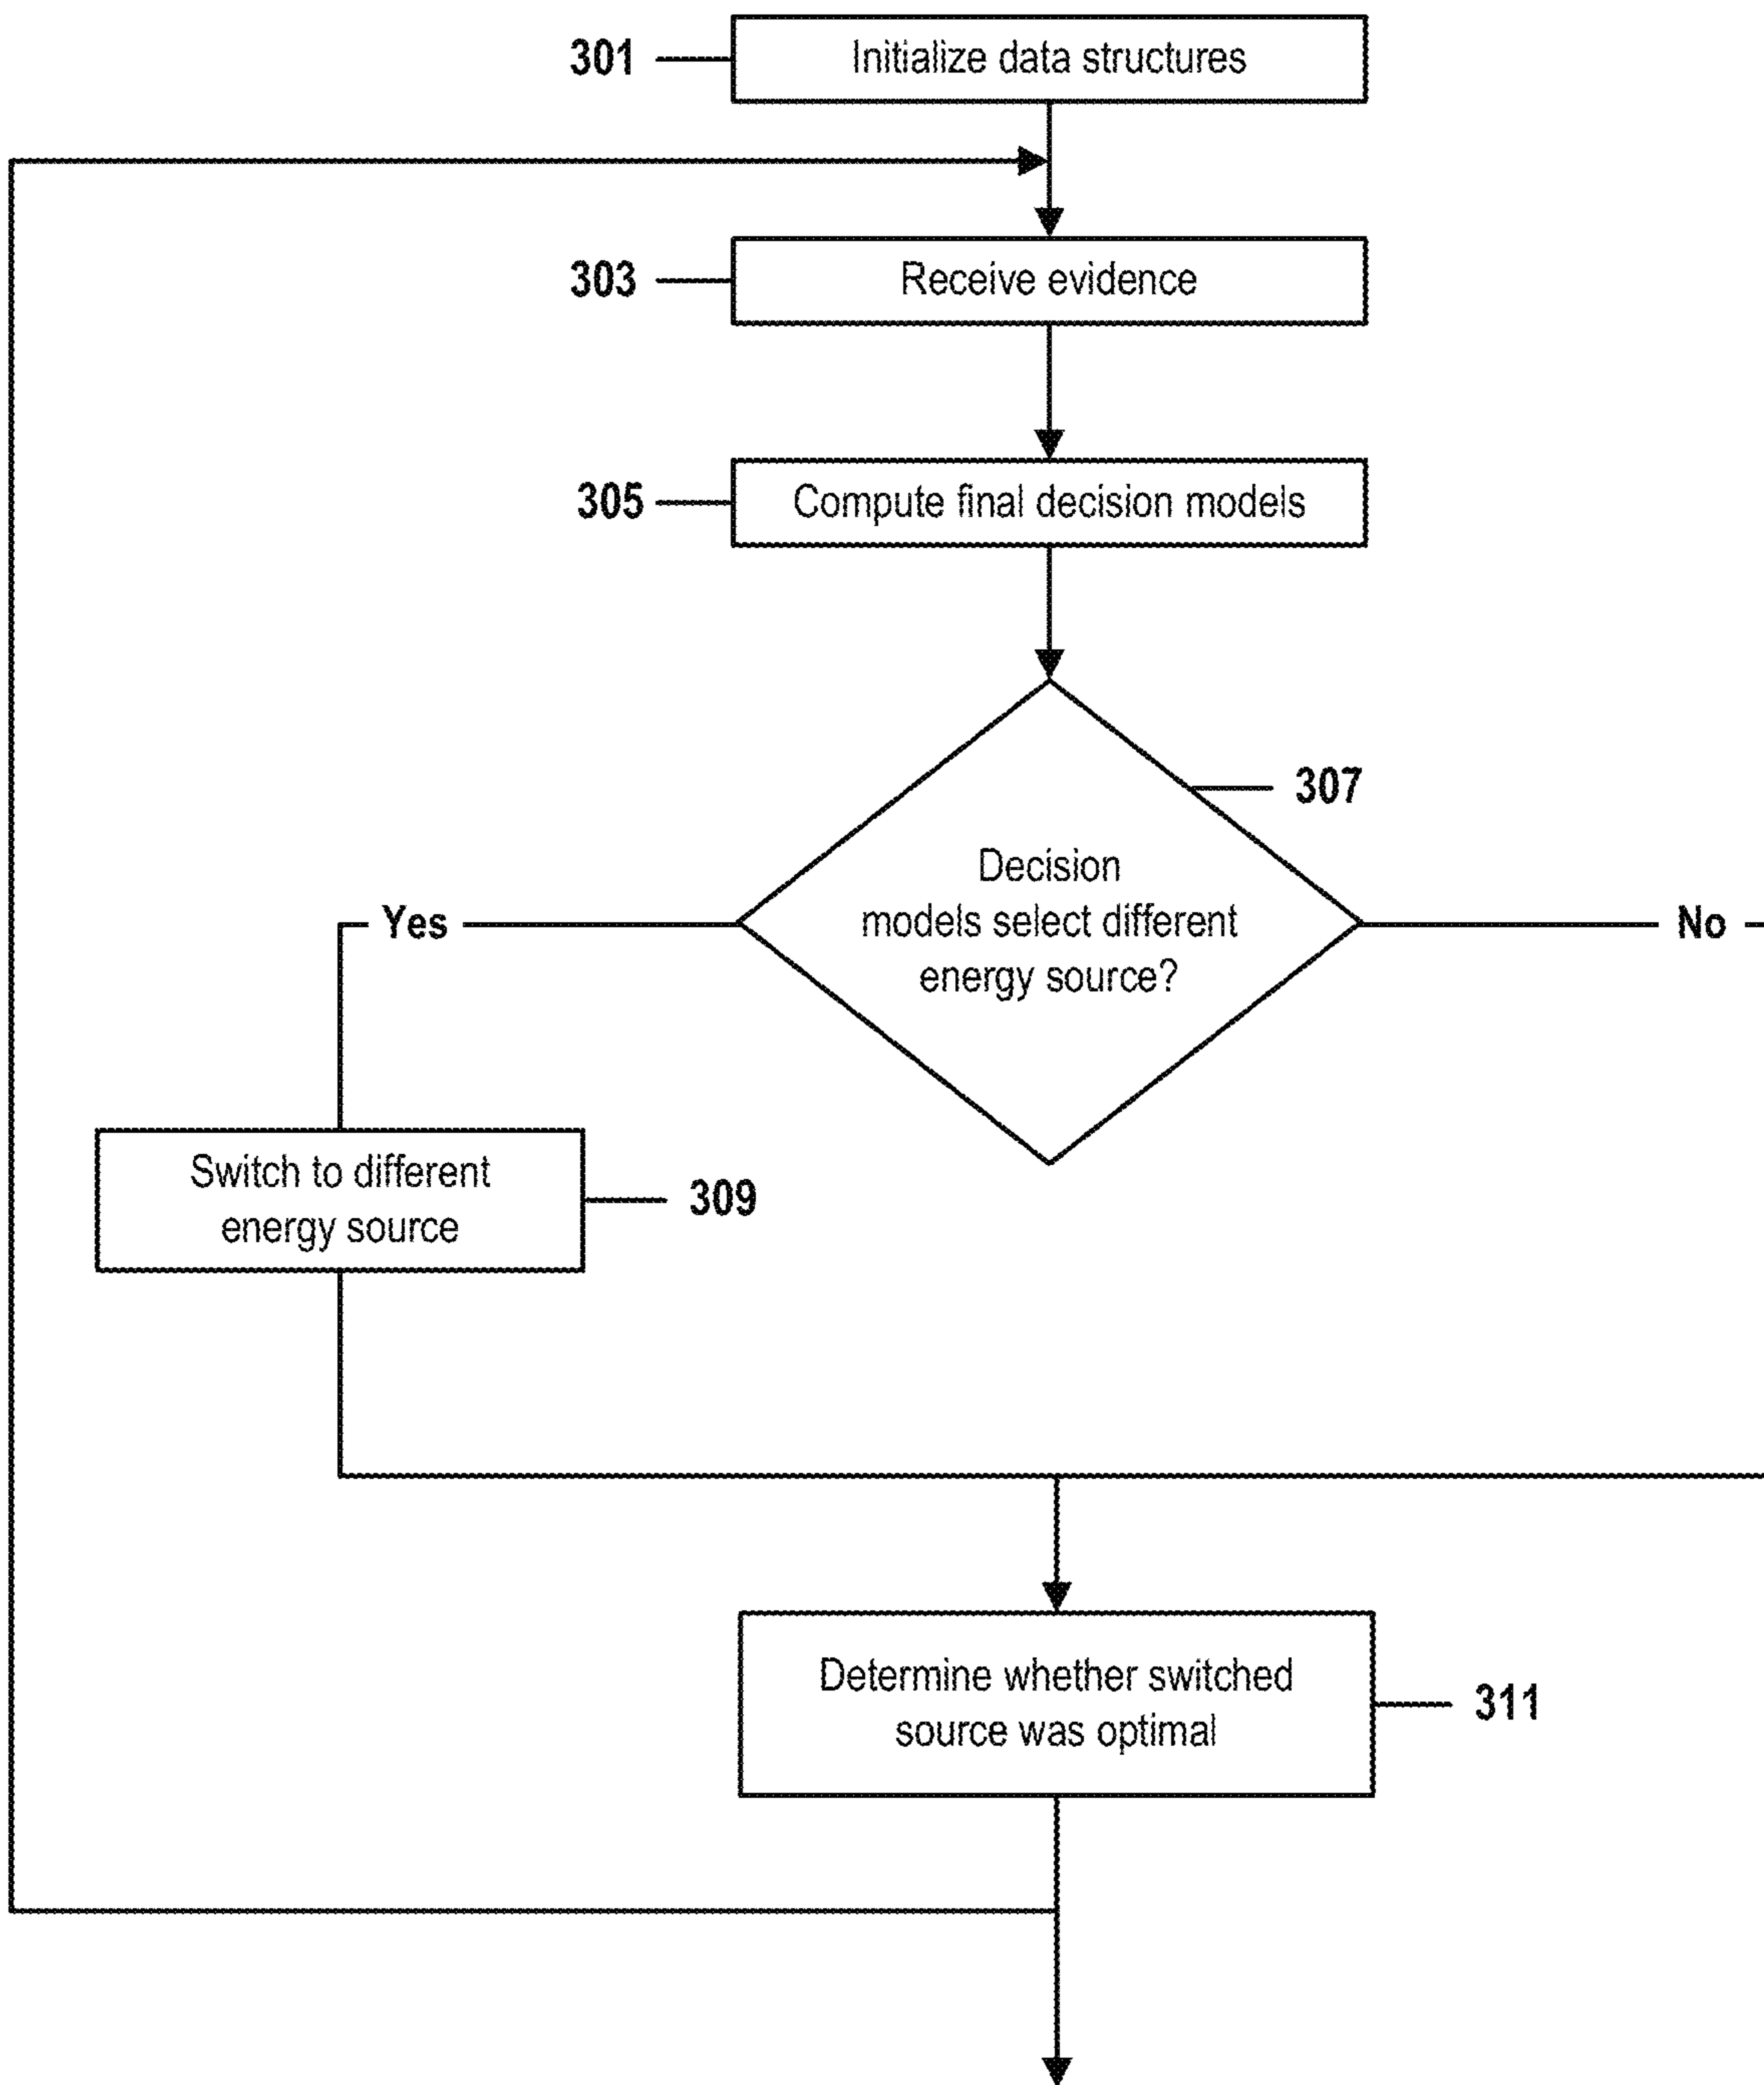 301
Initialize data structures
303
Receive evidence
305
Compute final decision models
307
Decision
models select different
energy source?
Yes
No
Switch to different
energy source
309
Determine whether switched
source was optimal
311